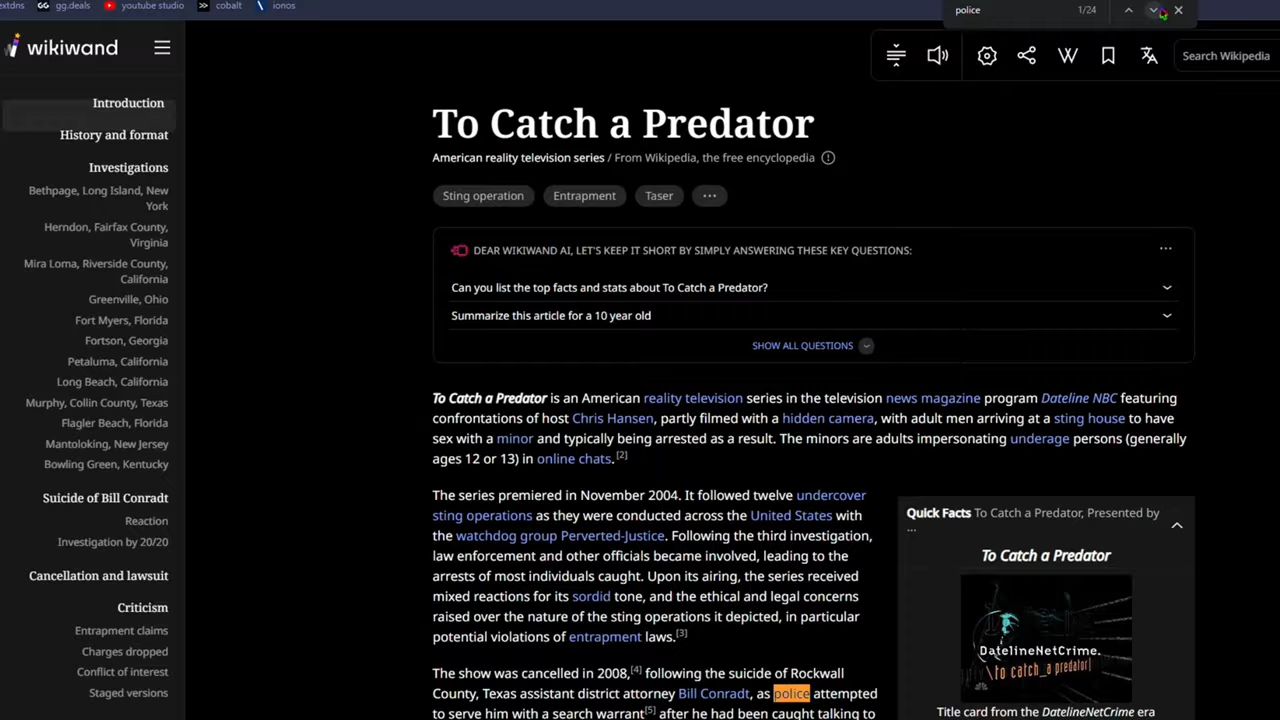 extdns gg.deals youtube studio cobalt ionos
police 1/24
wikiwand
Search Wikipedia
Introduction
History and format
Investigations
Bethpage, Long Island, New
York
Herndon, Fairfax County,
Virginia
Mira Loma, Riverside County,
California
Greenville, Ohio
Fort Myers, Florida
Fortson, Georgia
Petaluma, California
Long Beach, California
Murphy, Collin County, Texas
Flagler Beach, Florida
Mantoloking, New Jersey
Bowling Green, Kentucky
Suicide of Bill Conradt
Reaction
Investigation by 20/20
Cancellation and lawsuit
Criticism
Entrapment claims
Charges dropped
Conflict of interest
Staged versions
To Catch a Predator
American reality television series / From Wikipedia, the free encyclopedia
Sting operation Entrapment Taser ...
DEAR WIKIWAND AI, LET'S KEEP IT SHORT BY SIMPLY ANSWERING THESE KEY QUESTIONS:
Can you list the top facts and stats about To Catch a Predator?
Summarize this article for a 10 year old
SHOW ALL QUESTIONS
To Catch a Predator is an American reality television series in the television news magazine program Dateline NBC featuring
confrontations of host Chris Hansen, partly filmed with a hidden camera, with adult men arriving at a sting house to have
sex with a minor and typically being arrested as a result. The minors are adults impersonating underage persons (generally
ages 12 or 13) in online chats.[2]
The series premiered in November 2004. It followed twelve undercover
sting operations as they were conducted across the United States with
the watchdog group Perverted-Justice. Following the third investigation,
law enforcement and other officials became involved, leading to the
arrests of most individuals caught. Upon its airing, the series received
mixed reactions for its sordid tone, and the ethical and legal concerns
raised over the nature of the sting operations it depicted, in particular
potential violations of entrapment laws.[3]
The show was cancelled in 2008,[4] following the suicide of Rockwall
County, Texas assistant district attorney Bill Conradt, as police attempted
to serve him with a search warrant[5] after he had been caught talking to
Quick Facts To Catch a Predator, Presented by
...
To Catch a Predator
DatelineNetCrime.
\to catch_a predator|
Title card from the DatelineNetCrime era